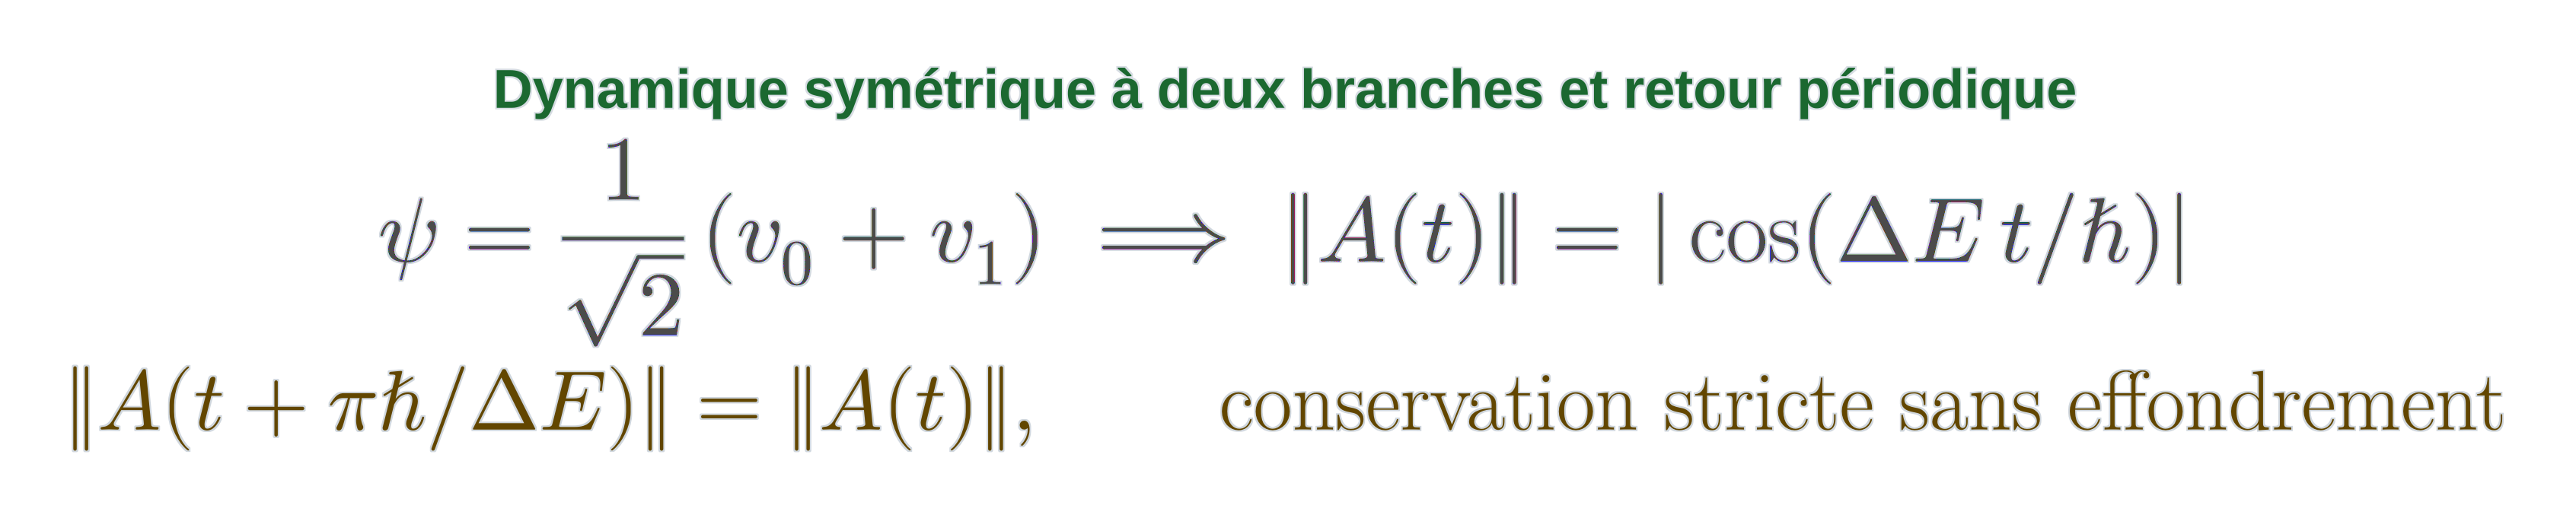 Dynamique symétrique à deux branches et retour périodique
ψ = 1/√2 (v₀ + v₁) ⟹ ‖A(t)‖ = |cos(ΔE t/ℏ)|
‖A(t + πℏ/ΔE)‖ = ‖A(t)‖, conservation stricte sans effondrement